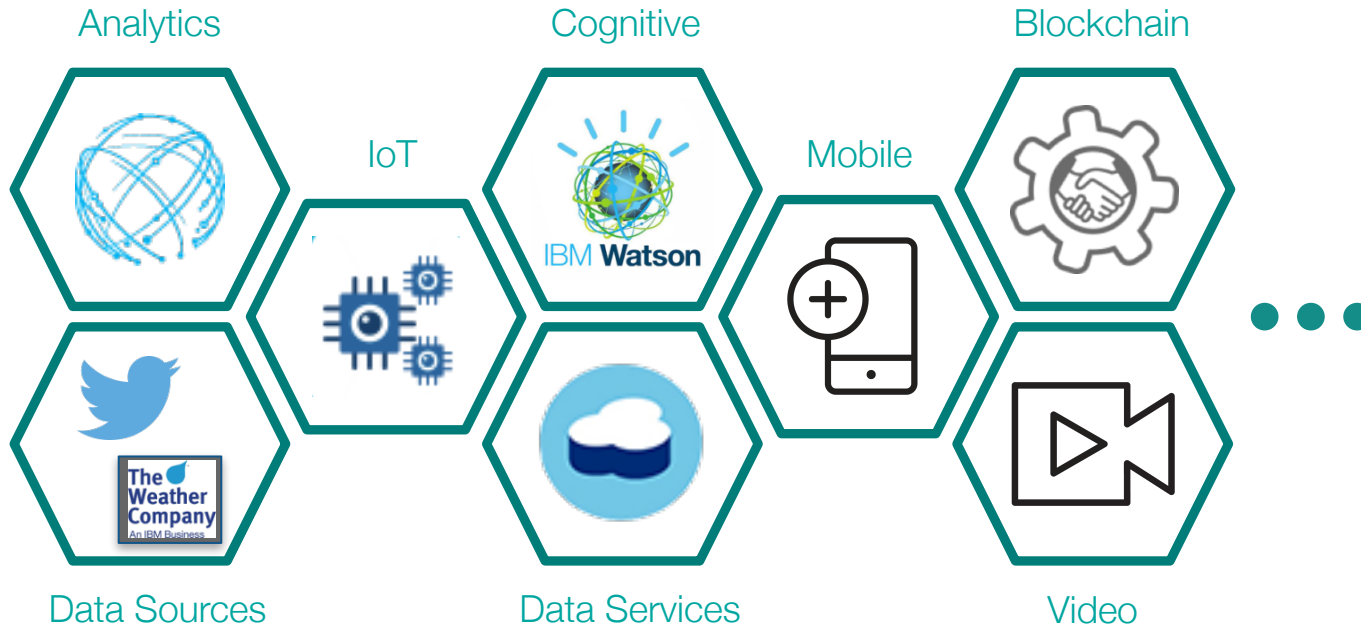 Analytics
Cognitive
Blockchain
IoT
Mobile
IBM Watson
The
Weather
Company
An IBM Business
Data Sources
Data Services
Video